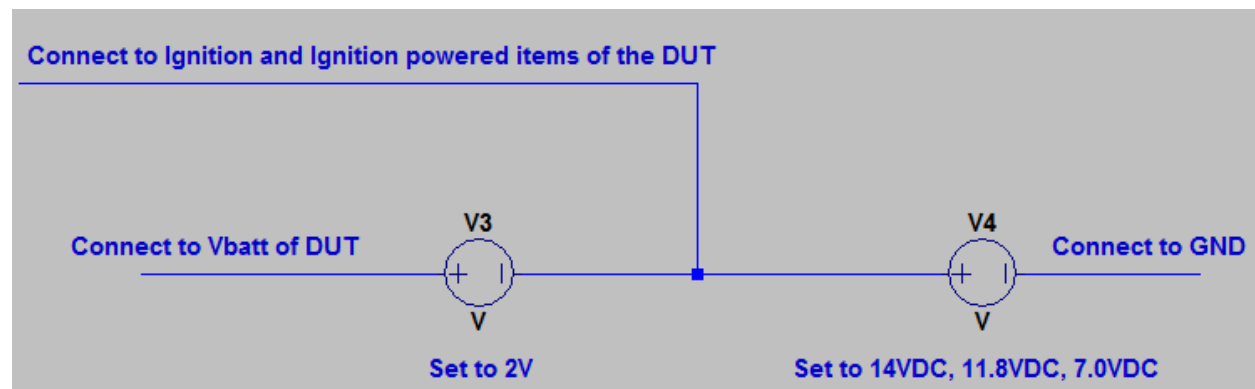 Connect to Ignition and Ignition powered items of the DUT
V3
V4
Connect to Vbatt of DUT
Connect to GND
V
V
Set to 2V
Set to 14VDC, 11.8VDC, 7.0VDC